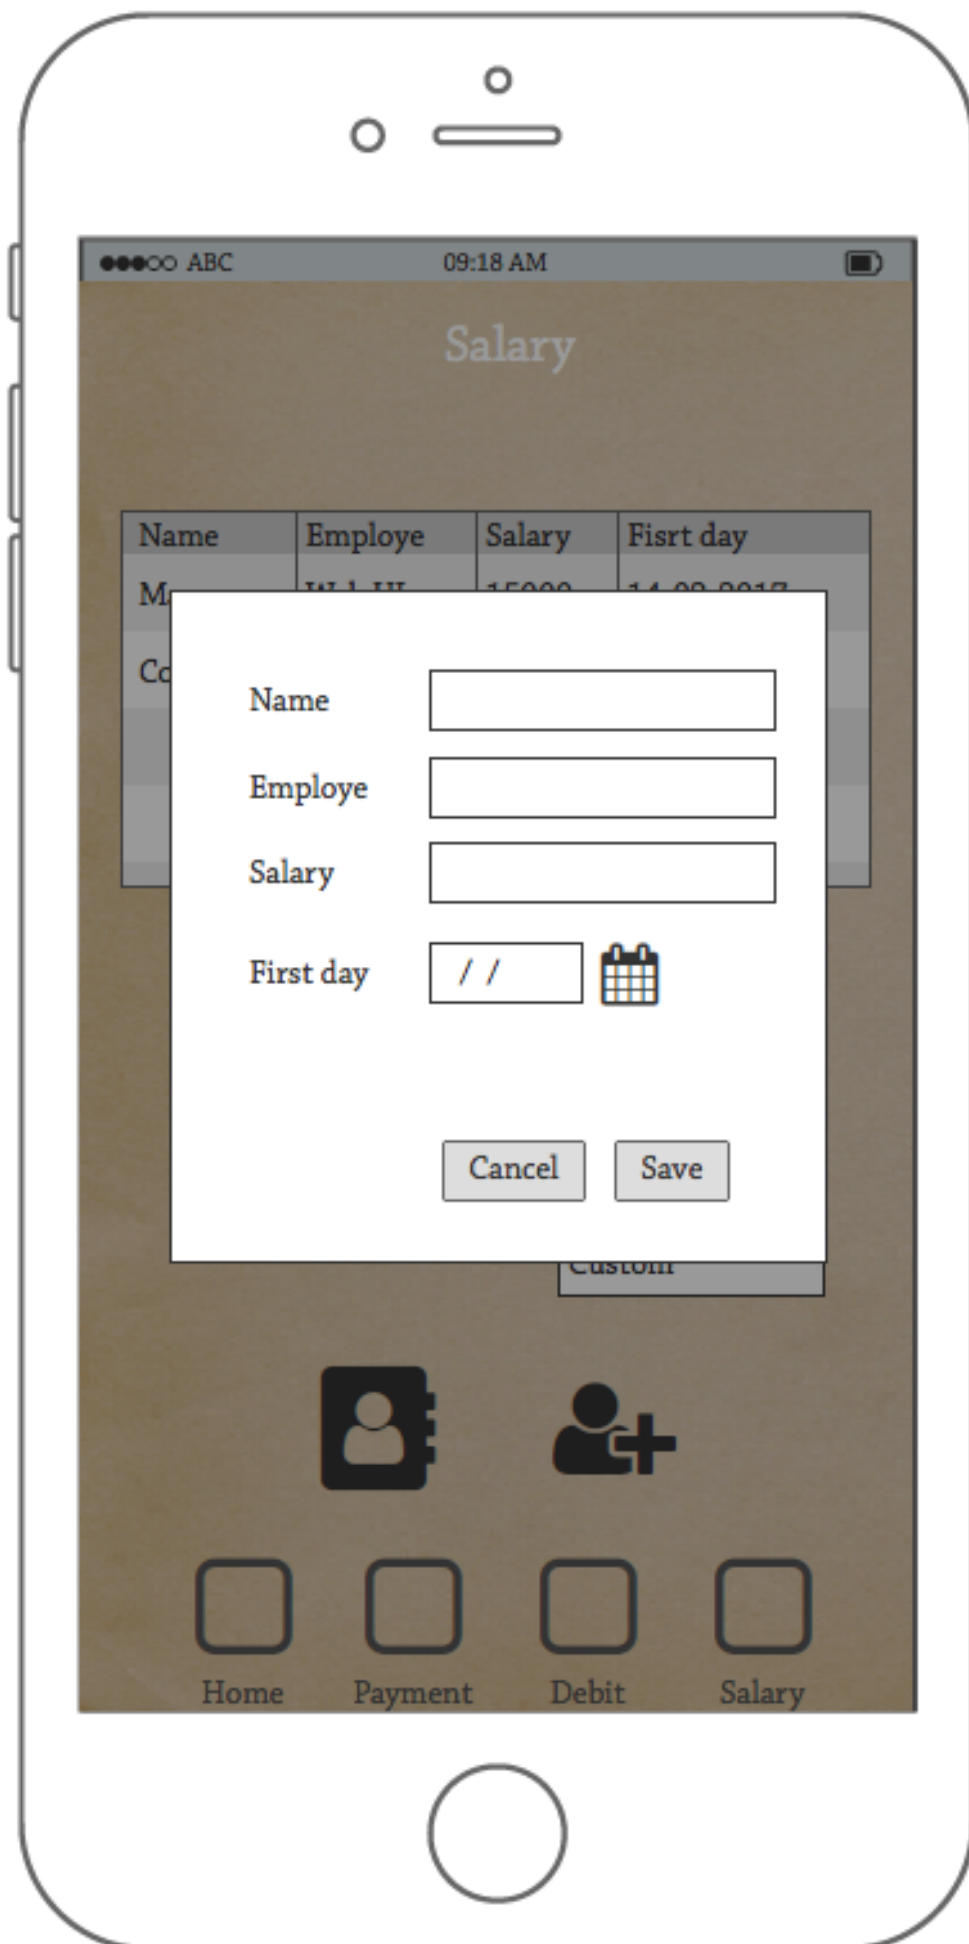 ABC 09:18 AM
Salary
Name Employe Salary Fisrt day
Name
Employe
Salary
First day / /
Cancel Save
Custom
Home Payment Debit Salary